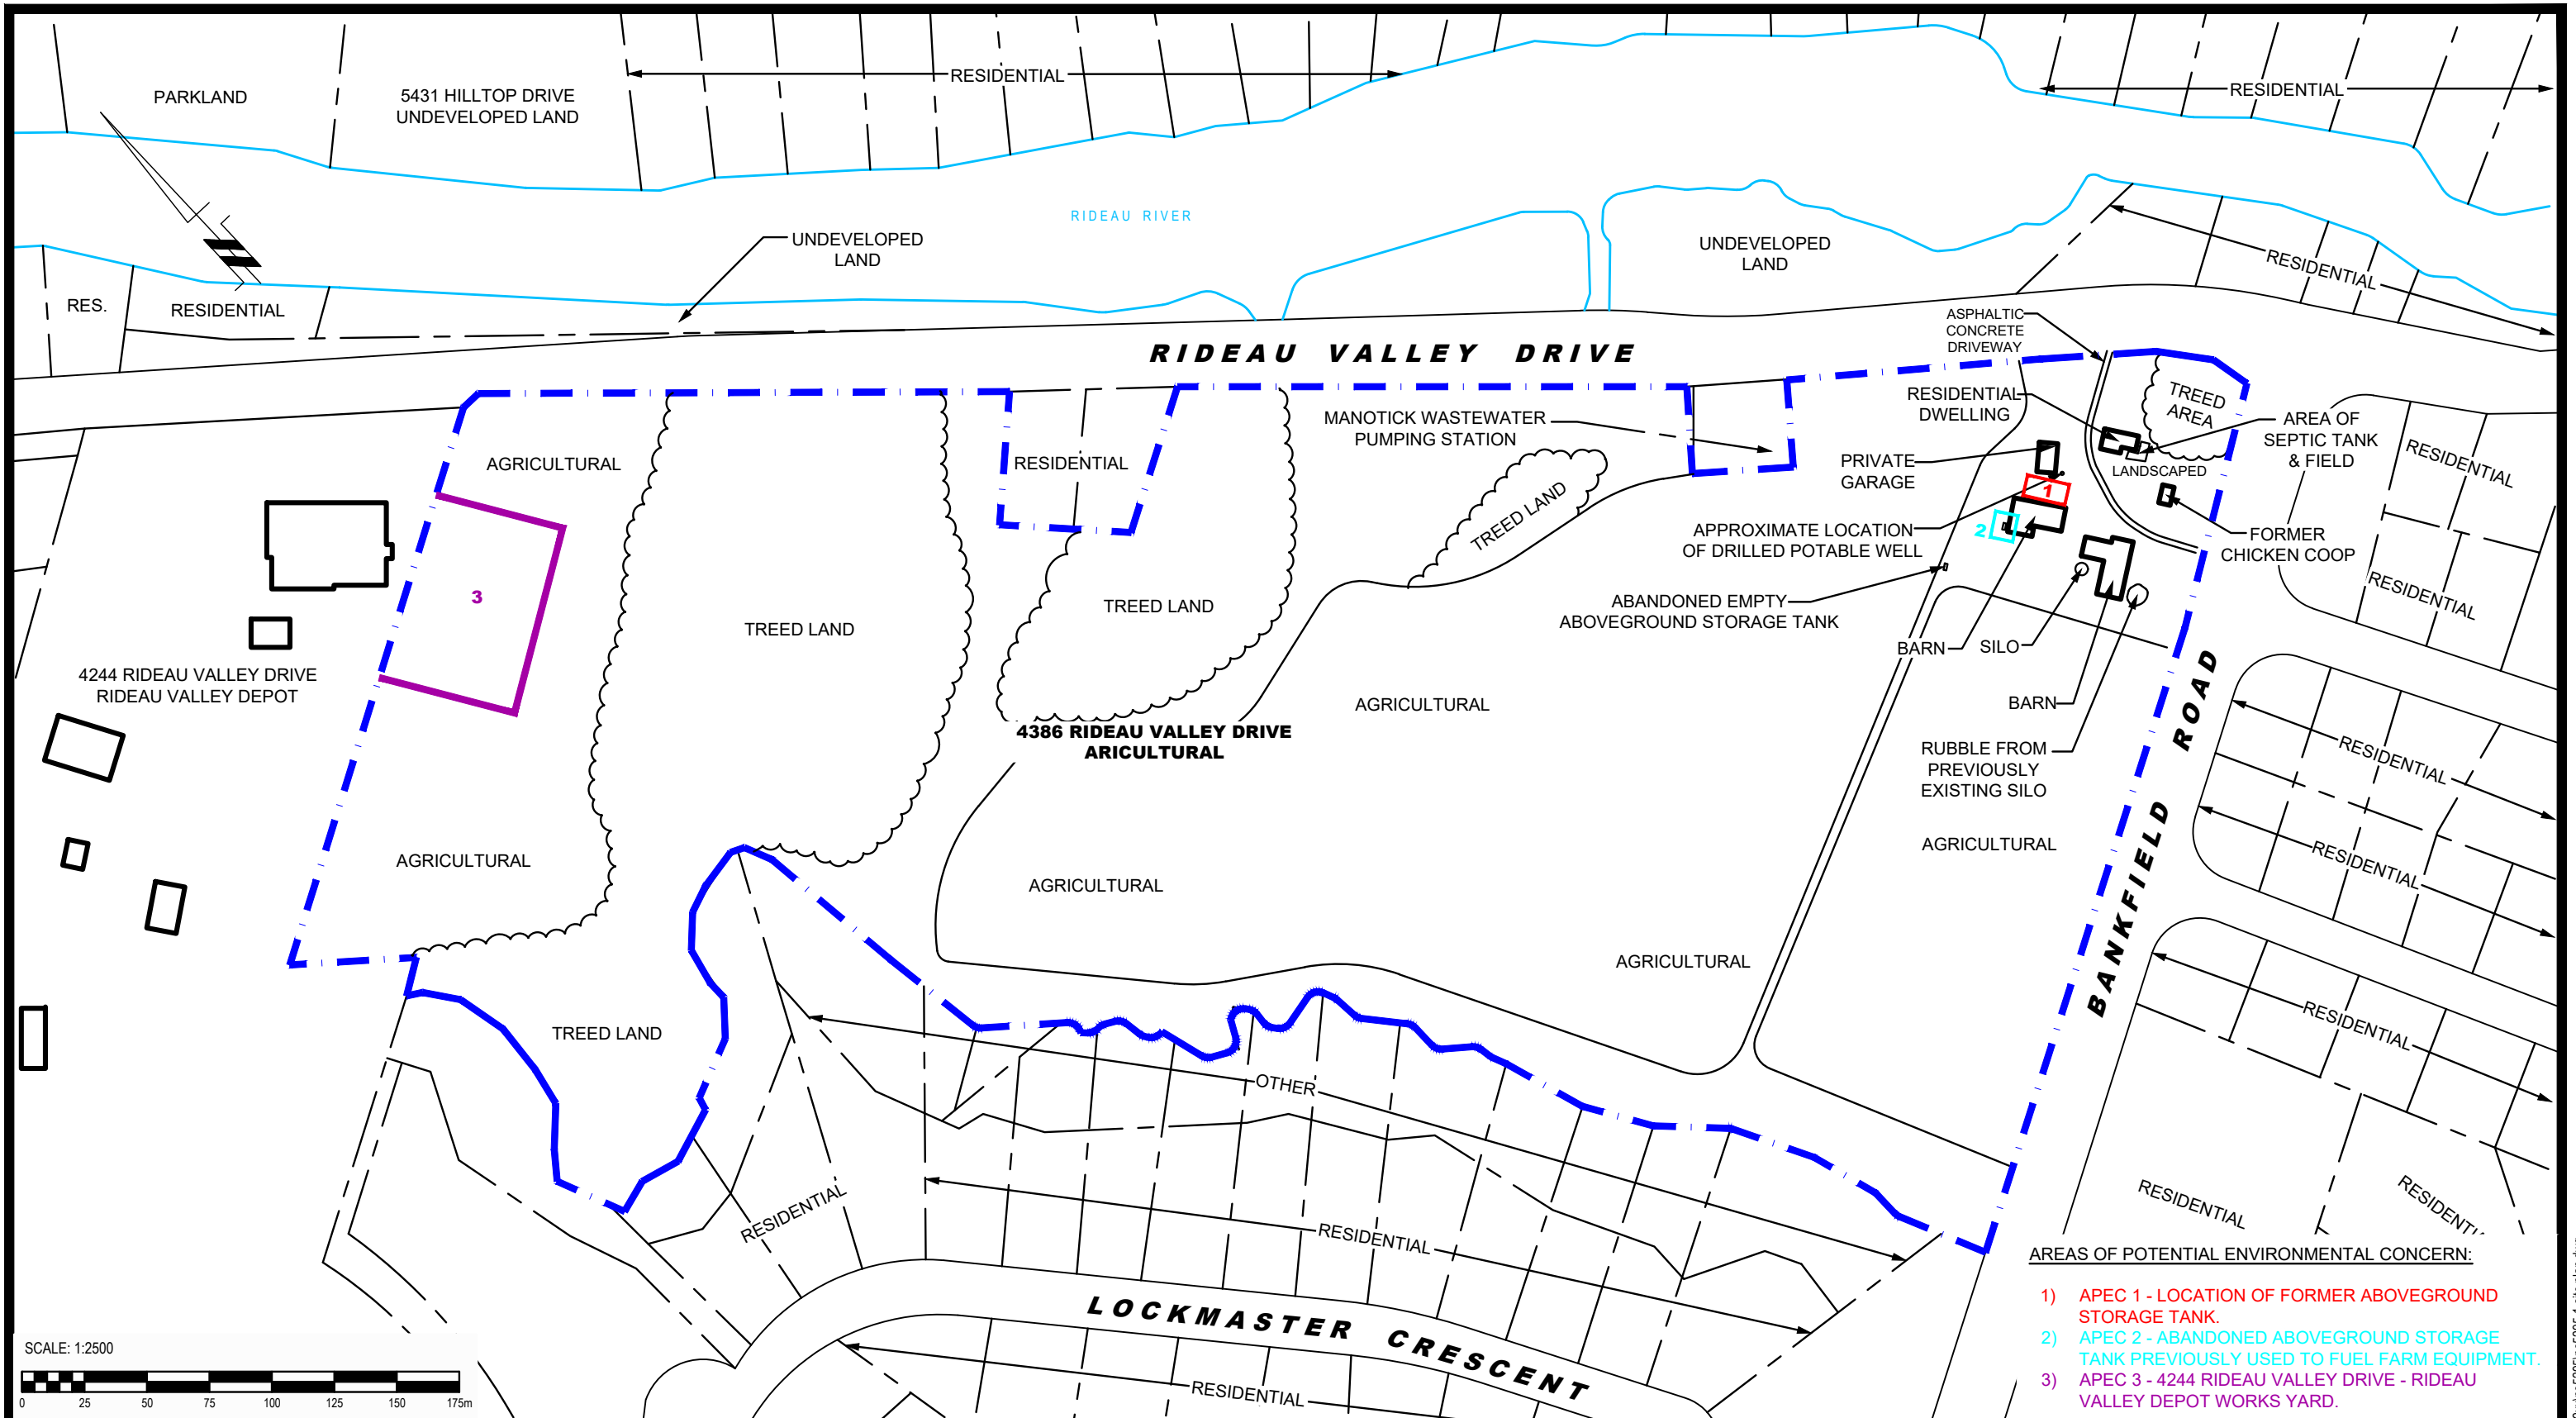 PARKLAND
5431 HILLTOP DRIVE
UNDEVELOPED LAND
RESIDENTIAL
RESIDENTIAL
RIDEAU RIVER
UNDEVELOPED
LAND
UNDEVELOPED
LAND
RESIDENTIAL
RES.
RESIDENTIAL
RIDEAU VALLEY DRIVE
ASPHALTIC
CONCRETE
DRIVEWAY
RESIDENTIAL
DWELLING
TREED
AREA
AREA OF
SEPTIC TANK
& FIELD
RESIDENTIAL
MANOTICK WASTEWATER
PUMPING STATION
AGRICULTURAL
RESIDENTIAL
PRIVATE
GARAGE
LANDSCAPED
1
TREED LAND
APPROXIMATE LOCATION
OF DRILLED POTABLE WELL
2
FORMER
CHICKEN COOP
RESIDENTIAL
3
TREED LAND
TREED LAND
ABANDONED EMPTY
ABOVEGROUND STORAGE TANK
BARN
SILO
4244 RIDEAU VALLEY DRIVE
RIDEAU VALLEY DEPOT
AGRICULTURAL
BARN
4386 RIDEAU VALLEY DRIVE
ARICULTURAL
RUBBLE FROM
PREVIOUSLY
EXISTING SILO
BANKFIELD ROAD
RESIDENTIAL
AGRICULTURAL
AGRICULTURAL
AGRICULTURAL
RESIDENTIAL
AGRICULTURAL
TREED LAND
RESIDENTIAL
OTHER
RESIDENTIAL
RESIDENTIAL
RESIDENTIAL
RESIDENTIAL
LOCKMASTER CRESCENT
RESIDENTIAL
AREAS OF POTENTIAL ENVIRONMENTAL CONCERN:
1) APEC 1 - LOCATION OF FORMER ABOVEGROUND
STORAGE TANK.
2) APEC 2 - ABANDONED ABOVEGROUND STORAGE
TANK PREVIOUSLY USED TO FUEL FARM EQUIPMENT.
3) APEC 3 - 4244 RIDEAU VALLEY DRIVE - RIDEAU
VALLEY DEPOT WORKS YARD.
SCALE: 1:2500
0 25 50 75 100 125 150 175m